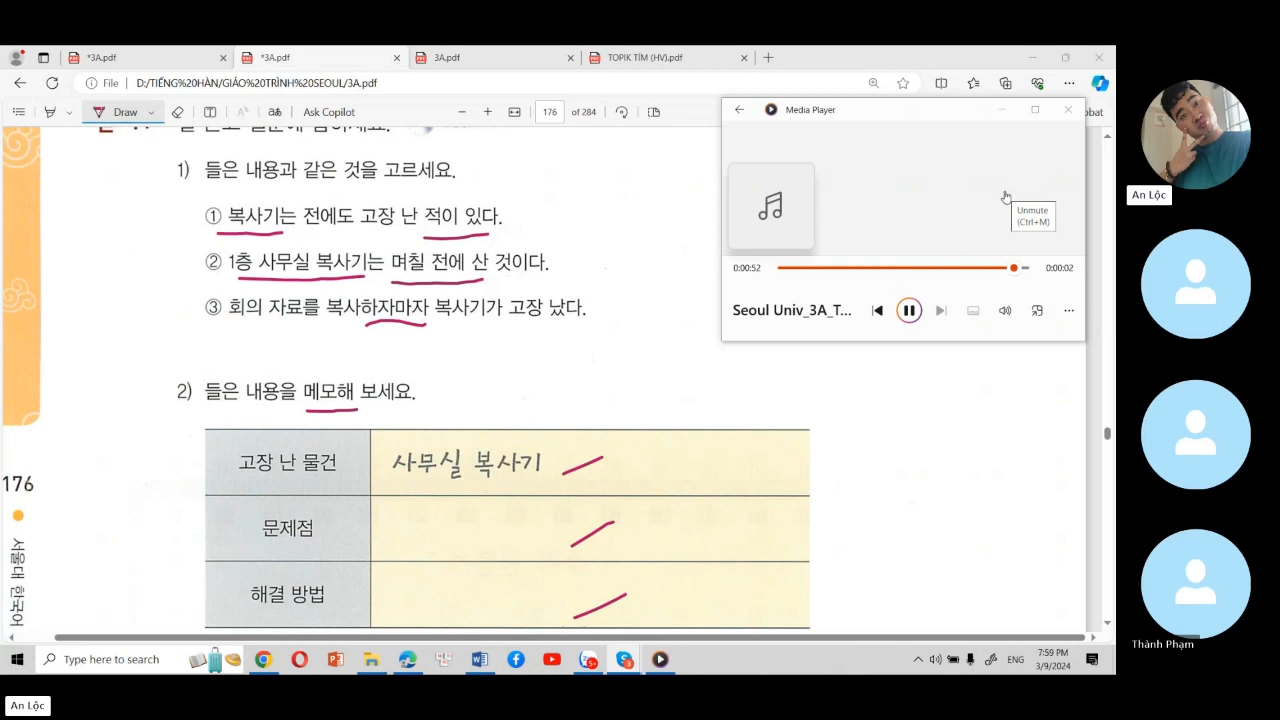 *3A.pdf
*3A.pdf
3A.pdf
TOPIK TÍM (HV).pdf
File
D:/TIẾNG%20HÀN/GIÁO%20TRÌNH%20SEOUL/3A.pdf
Draw
Ask Copilot
176 of 284
Media Player
Unmute
(Ctrl+M)
0:00:52
0:00:02
Seoul Univ_3A_T...
1) 들은 내용과 같은 것을 고르세요.
① 복사기는 전에도 고장 난 적이 있다.
② 1층 사무실 복사기는 며칠 전에 산 것이다.
③ 회의 자료를 복사하자마자 복사기가 고장 났다.
2) 들은 내용을 메모해 보세요.
고장 난 물건
사무실 복사기
문제점
해결 방법
176
서울대 한국어
Type here to search
ENG
7:59 PM
3/9/2024
An Lộc
Thành Phạm
An Lộc